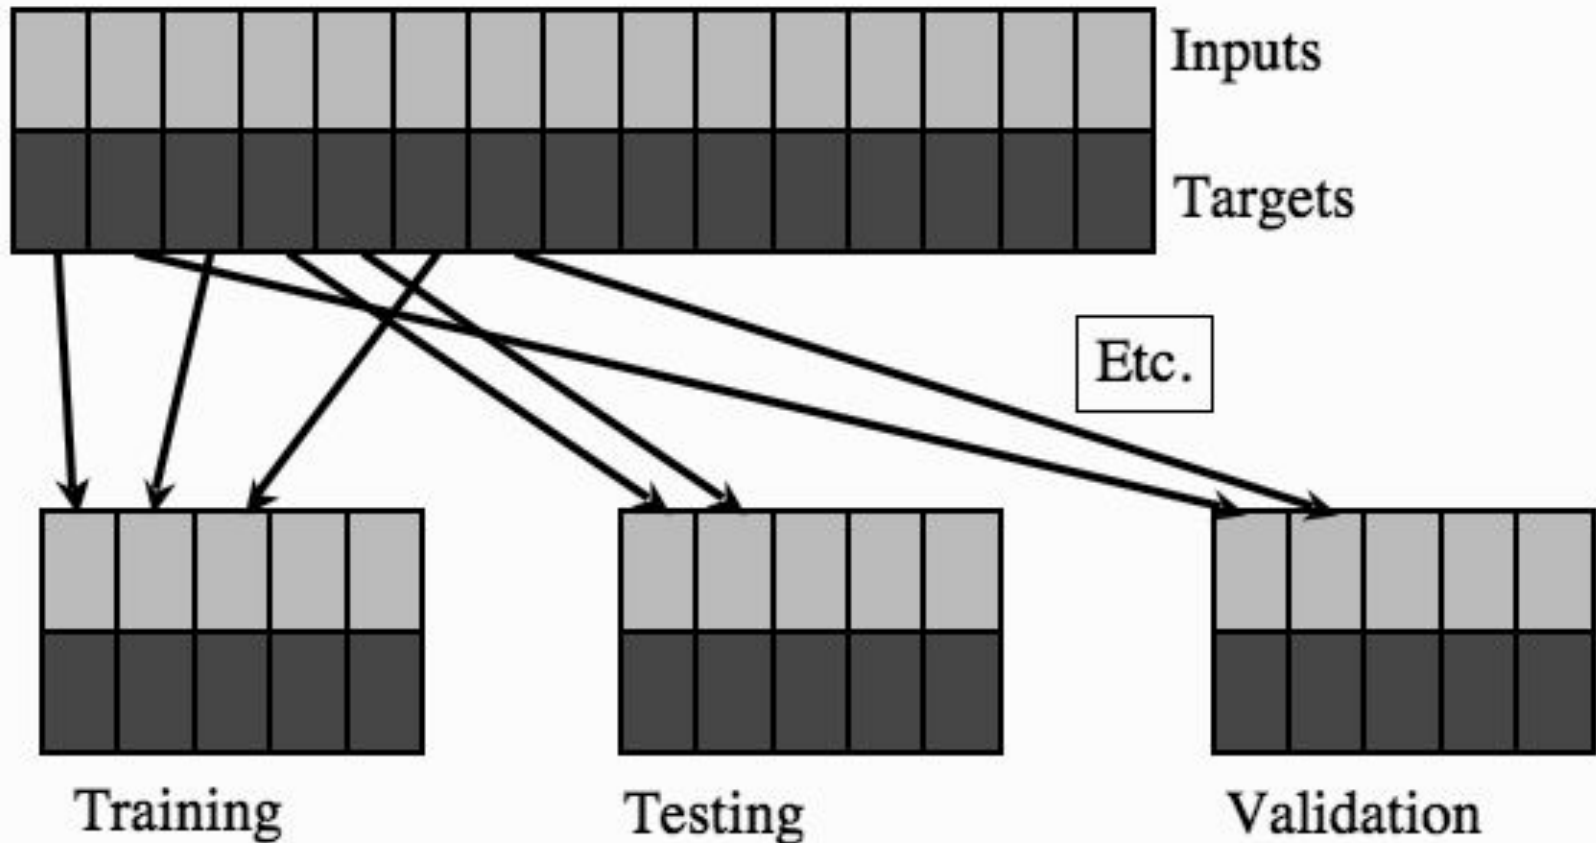 Inputs
Targets
Etc.
Training
Testing
Validation